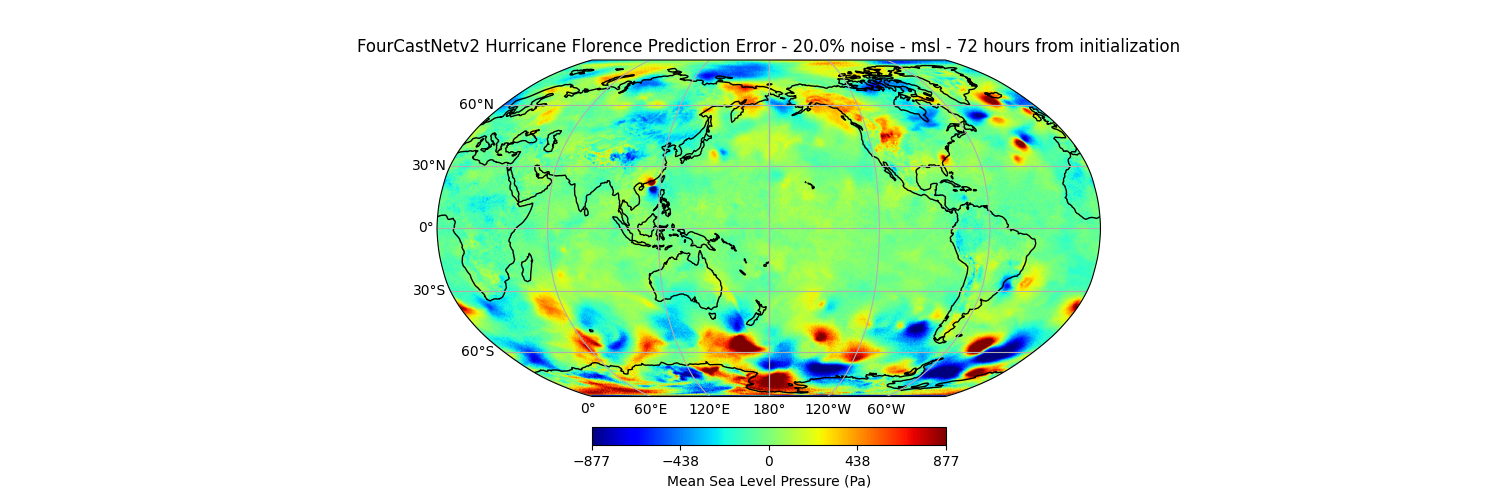 FourCastNetv2 Hurricane Florence Prediction Error - 20.0% noise - msl - 72 hours from initialization
60°N
30°N
0°
30°S
60°S
0° 60°E 120°E 180° 120°W 60°W
−877 −438 0 438 877
Mean Sea Level Pressure (Pa)